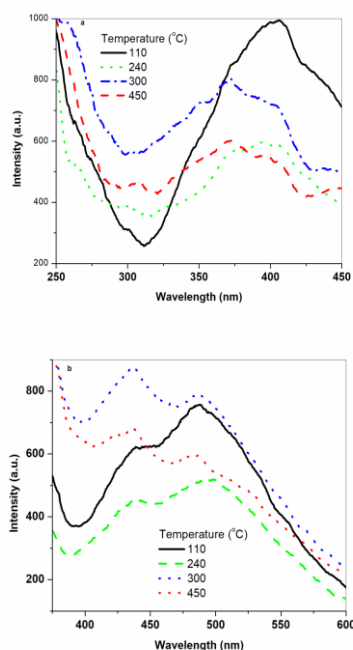 a
Temperature (°C)
110
240
300
450
1000
800
600
400
200
Intensity (a.u.)
250 300 350 400 450
Wavelength (nm)
b
800
600
400
200
Intensity (a.u.)
Temperature (°C)
110
240
300
450
400 450 500 550 600
Wavelength (nm)